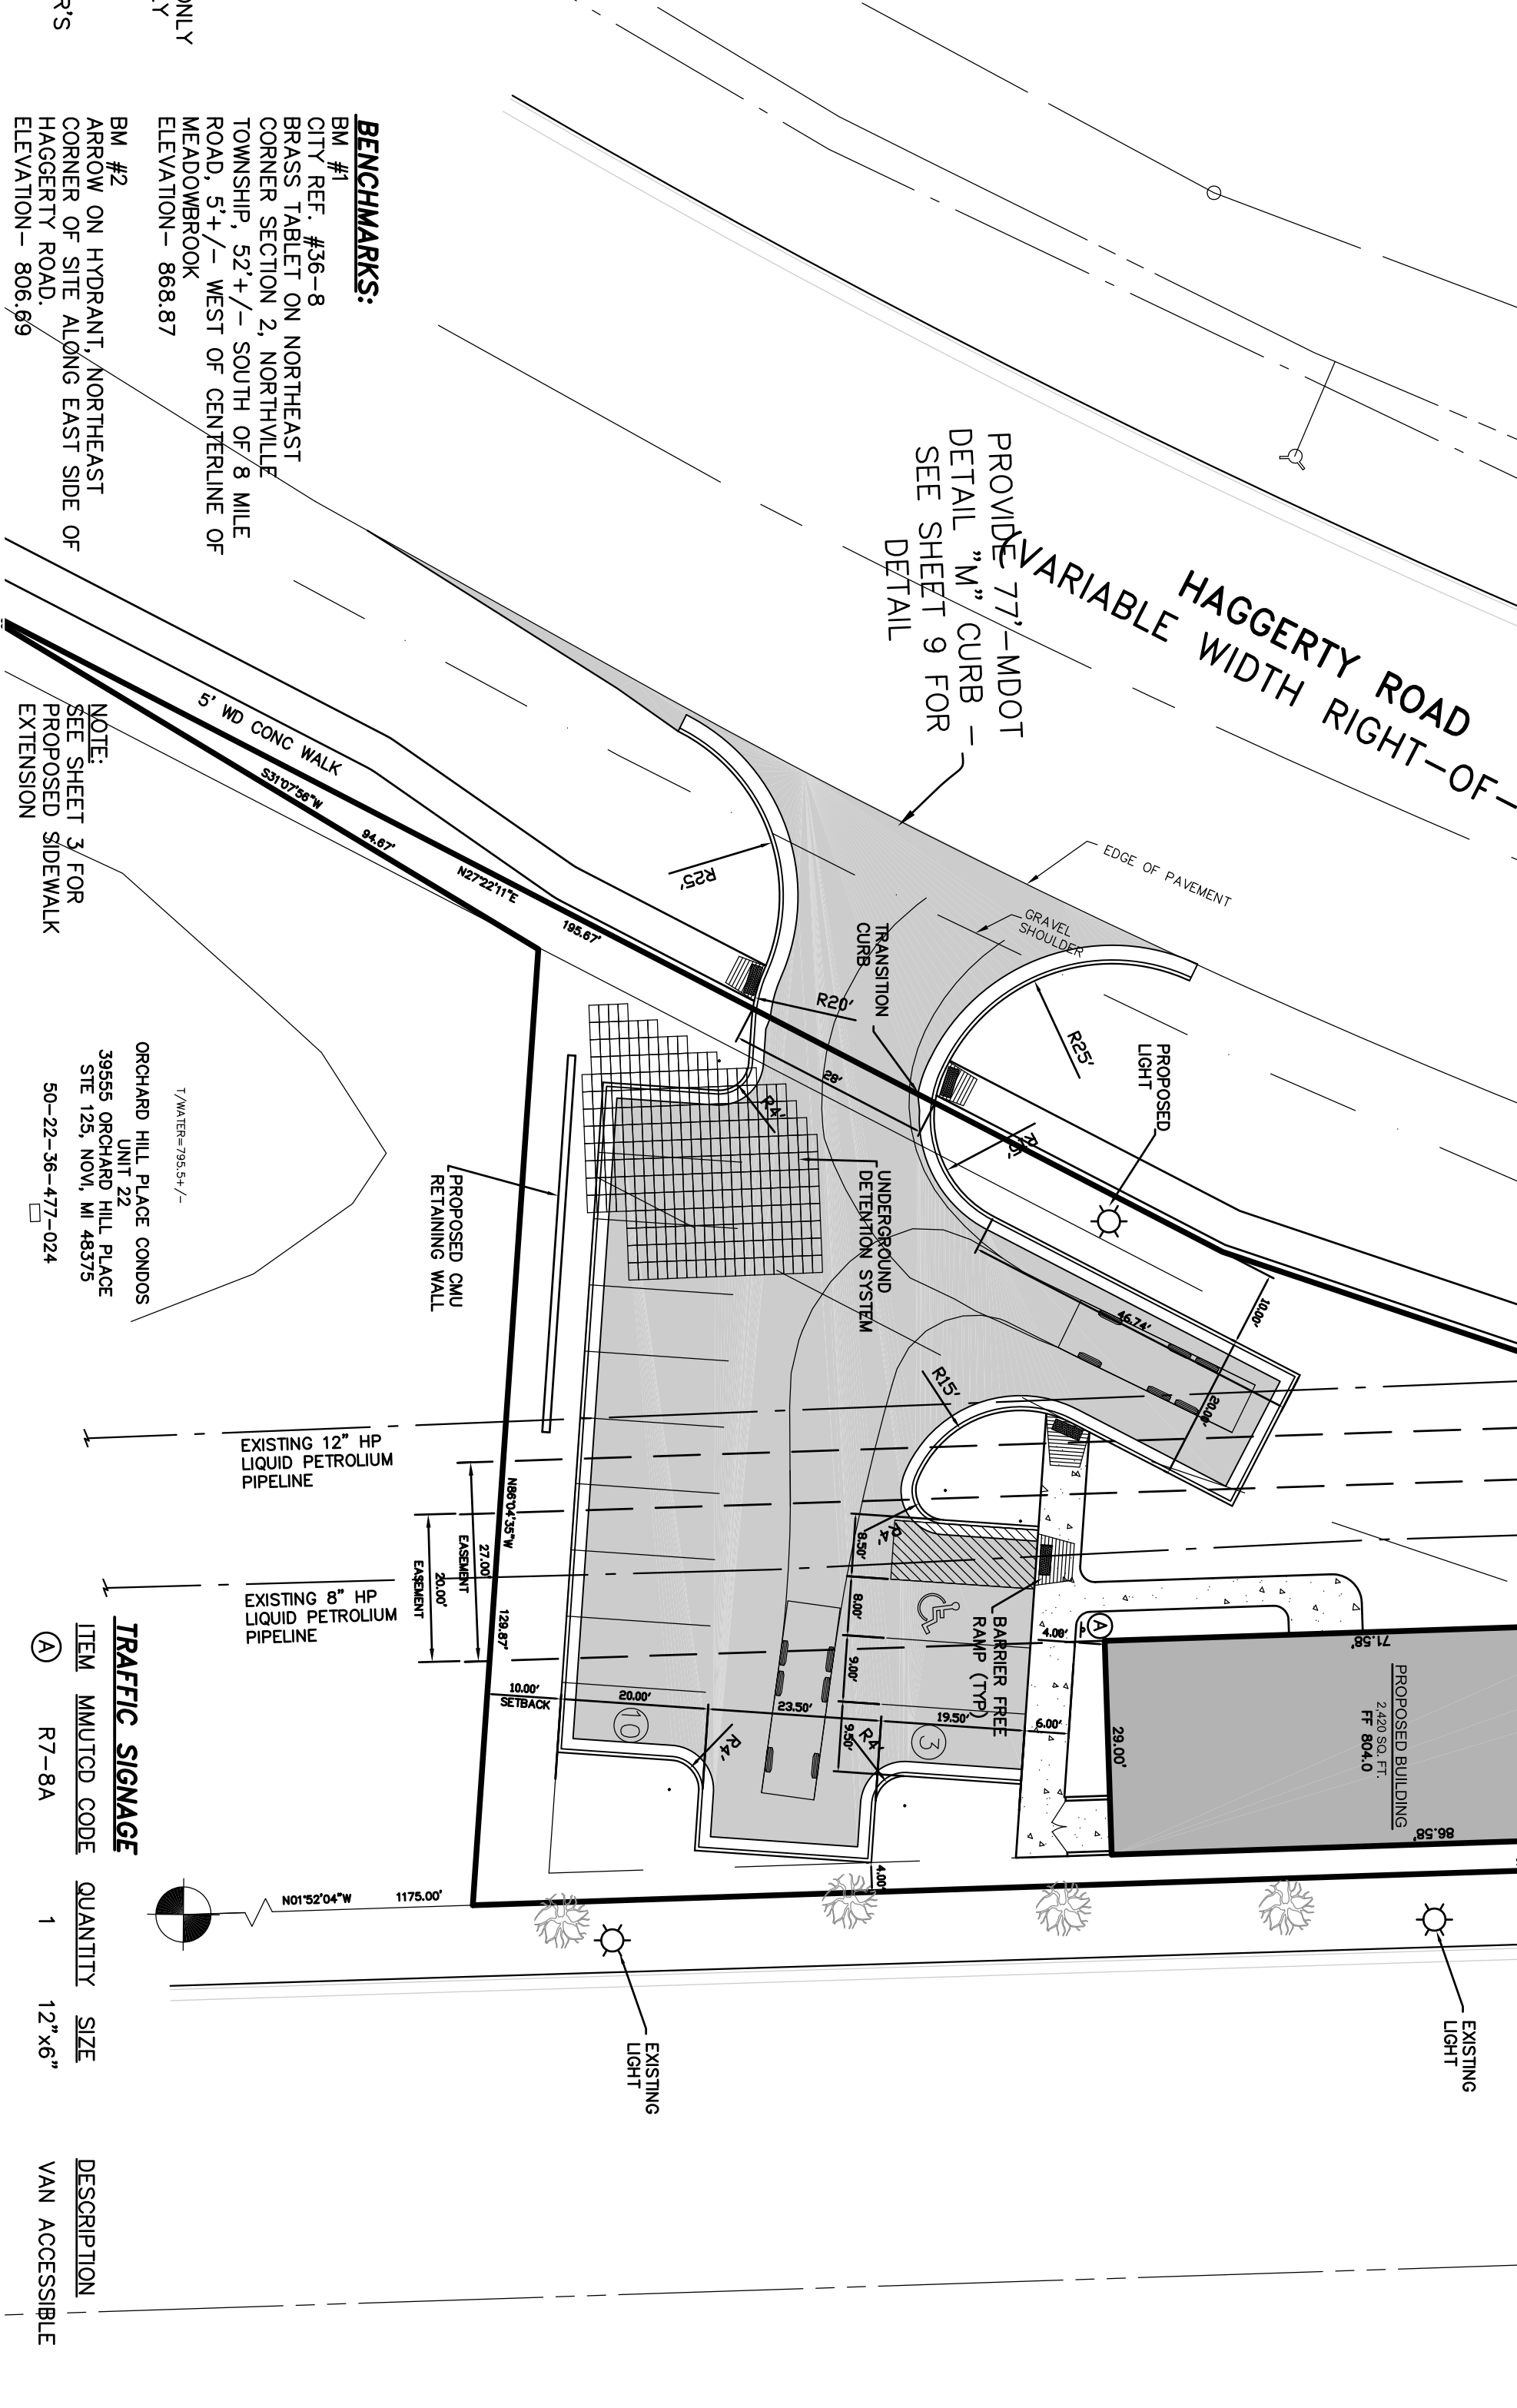 ONLY
LY
R'S
BENCHMARKS:
BM #1
CITY REF. #36-8
BRASS TABLET ON NORTHEAST
CORNER SECTION 2, NORTHVILLE
TOWNSHIP, 52'+/- SOUTH OF 8 MILE
ROAD, 5'+/- WEST OF CENTERLINE OF
MEADOWBROOK
ELEVATION- 868.87
BM #2
ARROW ON HYDRANT, NORTHEAST
CORNER OF SITE ALONG EAST SIDE OF
HAGGERTY ROAD.
ELEVATION- 806.69
HAGGERTY ROAD
(VARIABLE WIDTH RIGHT-OF-
PROVIDE 77'-MDOT
DETAIL "M" CURB -
SEE SHEET 9 FOR
DETAIL
EDGE OF PAVEMENT
GRAVEL
SHOULDER
TRANSITION
CURB
R25'
R20'
R25'
PROPOSED
LIGHT
28'
R4'
5' WD CONC WALK
S31°07'56"W
94.67'
N27°22'11"E
195.67'
NOTE:
SEE SHEET 3 FOR
PROPOSED SIDEWALK
EXTENSION
T/WATER=795.5+/-
ORCHARD HILL PLACE CONDOS
UNIT 22
39555 ORCHARD HILL PLACE
STE 125, NOVI, MI 48375
50-22-36-477-024
PROPOSED CMU
RETAINING WALL
UNDERGROUND
DETENTION SYSTEM
46.74'
10.00'
20.00'
R15'
R4'
EXISTING 12" HP
LIQUID PETROLIUM
PIPELINE
EXISTING 8" HP
LIQUID PETROLIUM
PIPELINE
N86°04'35"W
129.87'
27.00'
EASEMENT
20.00'
EASEMENT
8.50'
8.00'
9.00'
9.50'
BARRIER FREE
RAMP (TYP)
4.00'
A
10.00'
SETBACK
20.00'
23.50'
19.50'
6.00'
10
3
R4'
R4'
4.00'
29.00'
71.58'
86.58'
PROPOSED BUILDING
2,420 SQ. FT.
FF 804.0
N01°52'04"W
1175.00'
EXISTING
LIGHT
EXISTING
LIGHT
TRAFFIC SIGNAGE
ITEM MMUTCD CODE QUANTITY SIZE DESCRIPTION
A R7-8A 1 12"x6" VAN ACCESSIBLE